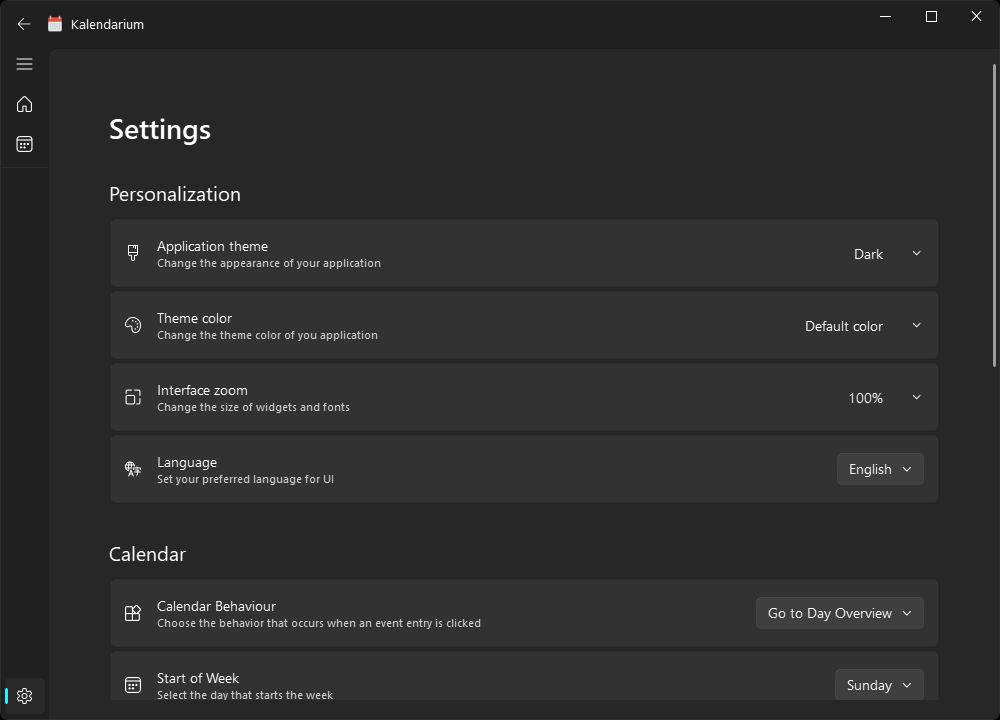 Kalendarium
Settings
Personalization
Application theme
Change the appearance of your application
Dark
Theme color
Change the theme color of you application
Default color
Interface zoom
Change the size of widgets and fonts
100%
Language
Set your preferred language for UI
English
Calendar
Calendar Behaviour
Choose the behavior that occurs when an event entry is clicked
Go to Day Overview
Start of Week
Select the day that starts the week
Sunday